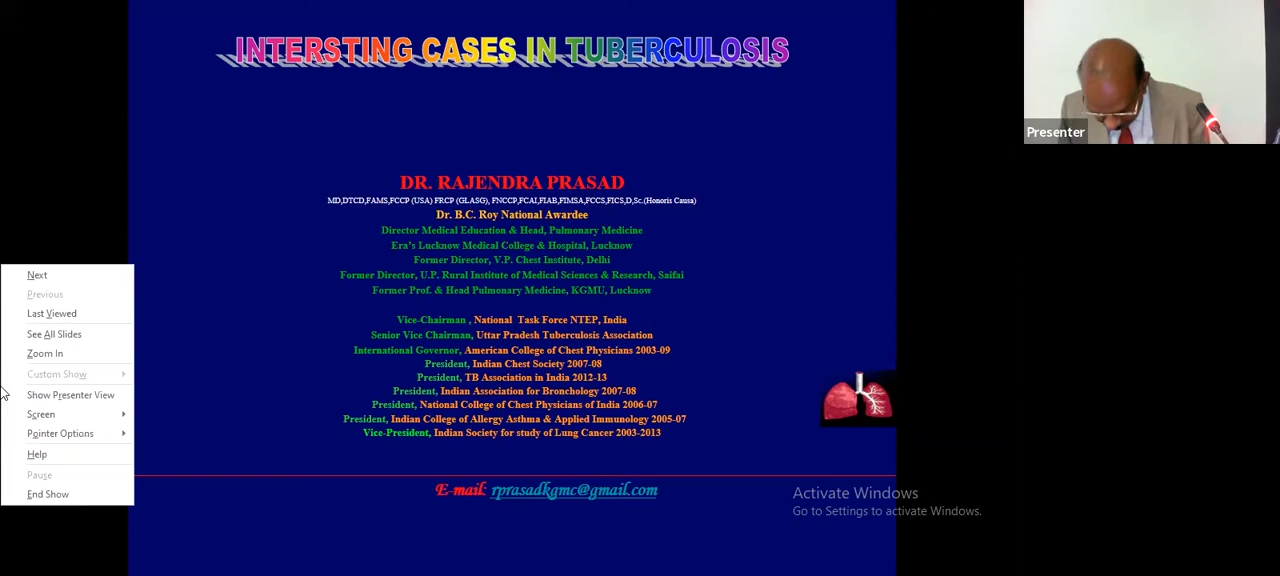 INTERSTING CASES IN TUBERCULOSIS
Presenter
DR. RAJENDRA PRASAD
MD,DTCD,FAMS,FCCP (USA) FRCP (GLASG), FNCCP,FCAI,FIAB,FIMSA,FCCS,FICS,D,Sc.(Honoris Causa)
Dr. B.C. Roy National Awardee
Director Medical Education & Head, Pulmonary Medicine
Era's Lucknow Medical College & Hospital, Lucknow
Former Director, V.P. Chest Institute, Delhi
Former Director, U.P. Rural Institute of Medical Sciences & Research, Saifai
Former Prof. & Head Pulmonary Medicine, KGMU, Lucknow
Vice-Chairman , National Task Force NTEP, India
Senior Vice Chairman, Uttar Pradesh Tuberculosis Association
International Governor, American College of Chest Physicians 2003-09
President, Indian Chest Society 2007-08
President, TB Association in India 2012-13
President, Indian Association for Bronchology 2007-08
President, National College of Chest Physicians of India 2006-07
President, Indian College of Allergy Asthma & Applied Immunology 2005-07
Vice-President, Indian Society for study of Lung Cancer 2003-2013
E-mail: rprasadkgmc@gmail.com
Next
Previous
Last Viewed
See All Slides
Zoom In
Custom Show
Show Presenter View
Screen
Pointer Options
Help
Pause
End Show
Activate Windows
Go to Settings to activate Windows.